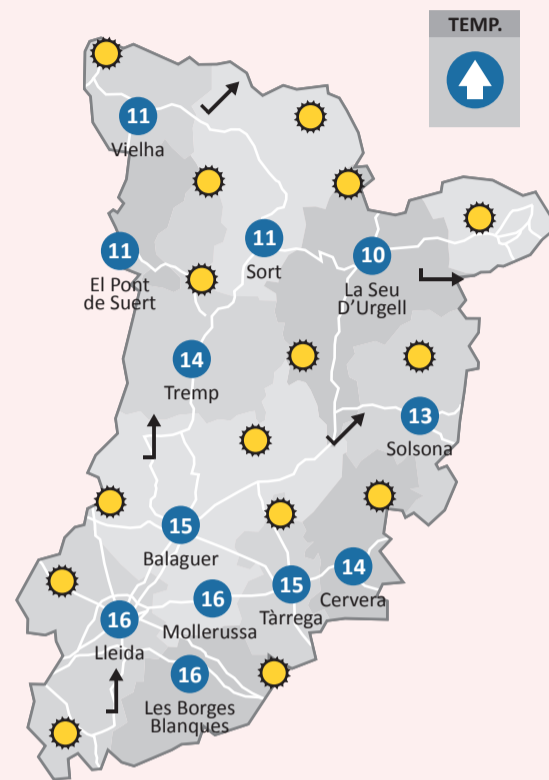 TEMP.
11
Vielha
11
El Pont
de Suert
11
Sort
10
La Seu
D'Urgell
14
Tremp
13
Solsona
15
Balaguer
14
Cervera
15
Tàrrega
16
Mollerussa
16
Lleida
16
Les Borges
Blanques